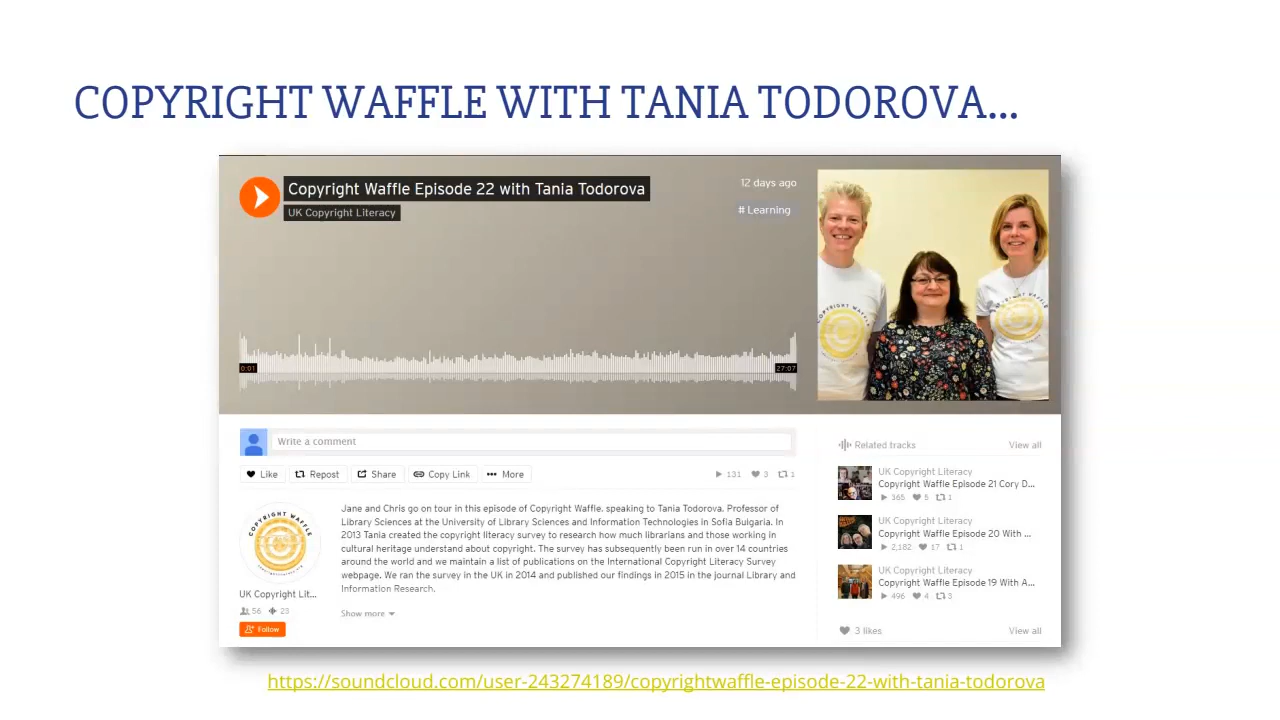 COPYRIGHT WAFFLE WITH TANIA TODOROVA...
Copyright Waffle Episode 22 with Tania Todorova
UK Copyright Literacy
12 days ago
# Learning
0:01
27:07
COPYRIGHT WAFFLE
COPYRIGHT WAFFLE
Write a comment
Like
Repost
Share
Copy Link
More
131
3
1
COPYRIGHT WAFFLE
Jane and Chris go on tour in this episode of Copyright Waffle, speaking to Tania Todorova, Professor of
Library Sciences at the University of Library Sciences and Information Technologies in Sofia Bulgaria. In
2013 Tania created the copyright literacy survey to research how much librarians and those working in
cultural heritage understand about copyright. The survey has subsequently been run in over 14 countries
around the world and we maintain a list of publications on the International Copyright Literacy Survey
webpage. We ran the survey in the UK in 2014 and published our findings in 2015 in the journal Library and
Information Research.
Show more
UK Copyright Lit...
56
23
Follow
Related tracks
View all
UK Copyright Literacy
Copyright Waffle Episode 21 Cory D...
365
5
1
UK Copyright Literacy
Copyright Waffle Episode 20 With ...
2,182
17
1
UK Copyright Literacy
Copyright Waffle Episode 19 With A...
496
4
3
3 likes
View all
https://soundcloud.com/user-243274189/copyrightwaffle-episode-22-with-tania-todorova